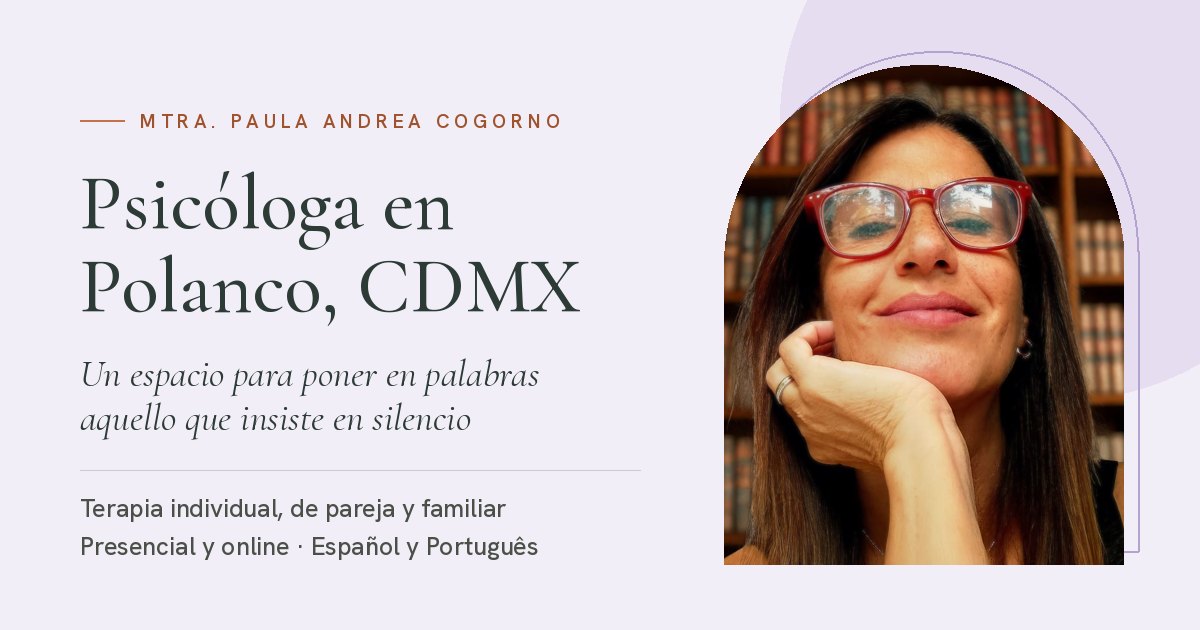 MTRA. PAULA ANDREA COGORNO
Psicóloga en
Polanco, CDMX
Un espacio para poner en palabras
aquello que insiste en silencio
Terapia individual, de pareja y familiar
Presencial y online · Español y Português